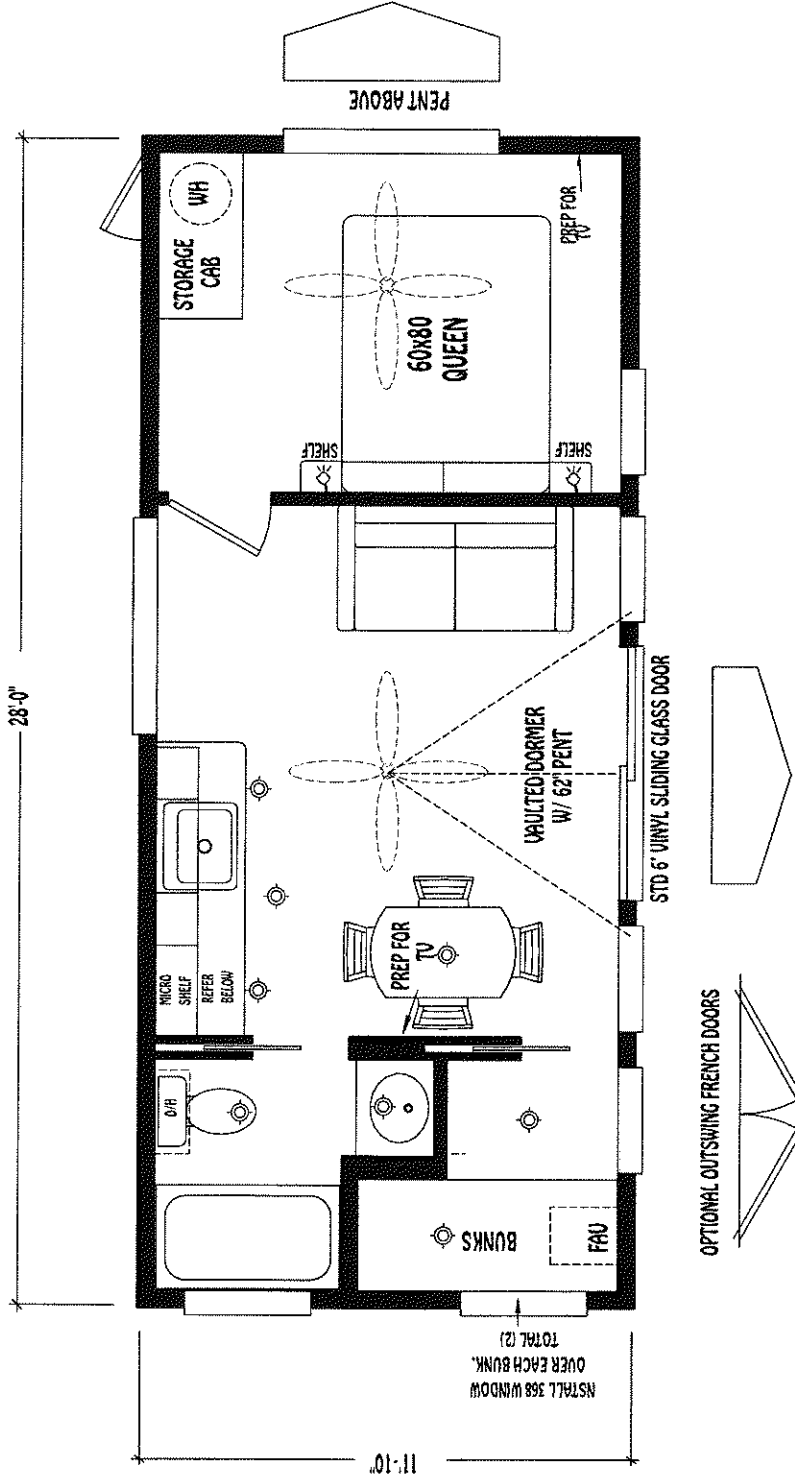 28'-0"
11'-10"
STORAGE
CAB
WH
PENT ABOVE
PREP FOR
TV
60x80
QUEEN
SHELF
SHELF
MICRO
SHELF
REFER
BELOW
PREP FOR
TV
VAULTED DORMER
W/ 62" PENT
STD 6' VINYL SLIDING GLASS DOOR
O/H
BUNKS
FAU
NSTALL 368 WINDOW
OVER EACH BUNK.
TOTAL (2)
OPTIONAL OUTSWING FRENCH DOORS